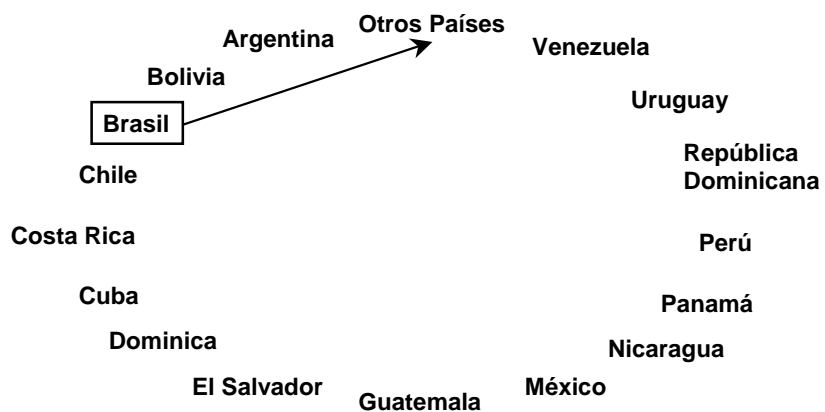 Otros Países
Argentina
Venezuela
Bolivia
Uruguay
Brasil
República
Dominicana
Chile
Costa Rica
Perú
Cuba
Panamá
Dominica
Nicaragua
El Salvador
México
Guatemala